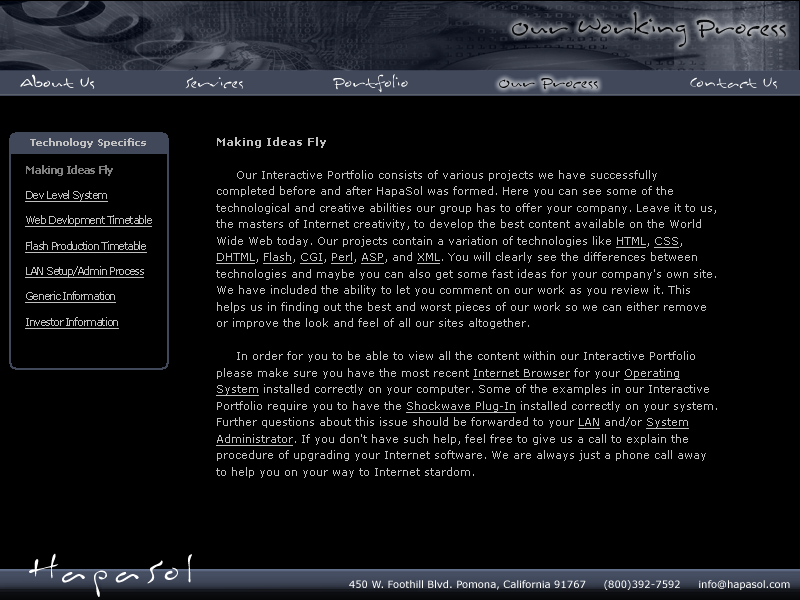 Our Working Process
About Us
Services
Portfolio
Our Process
Contact Us
Technology Specifics
Making Ideas Fly
Dev Level System
Web Devlopment Timetable
Flash Production Timetable
LAN Setup/Admin Process
Generic Information
Investor Information
Making Ideas Fly
Our Interactive Portfolio consists of various projects we have successfully
completed before and after HapaSol was formed. Here you can see some of the
technological and creative abilities our group has to offer your company. Leave it to us,
the masters of Internet creativity, to develop the best content available on the World
Wide Web today. Our projects contain a variation of technologies like HTML, CSS,
DHTML, Flash, CGI, Perl, ASP, and XML. You will clearly see the differences between
technologies and maybe you can also get some fast ideas for your company's own site.
We have included the ability to let you comment on our work as you review it. This
helps us in finding out the best and worst pieces of our work so we can either remove
or improve the look and feel of all our sites altogether.
In order for you to be able to view all the content within our Interactive Portfolio
please make sure you have the most recent Internet Browser for your Operating
System installed correctly on your computer. Some of the examples in our Interactive
Portfolio require you to have the Shockwave Plug-In installed correctly on your system.
Further questions about this issue should be forwarded to your LAN and/or System
Administrator. If you don't have such help, feel free to give us a call to explain the
procedure of upgrading your Internet software. We are always just a phone call away
to help you on your way to Internet stardom.
HapaSol
450 W. Foothill Blvd. Pomona, California 91767 (800)392-7592 info@hapasol.com